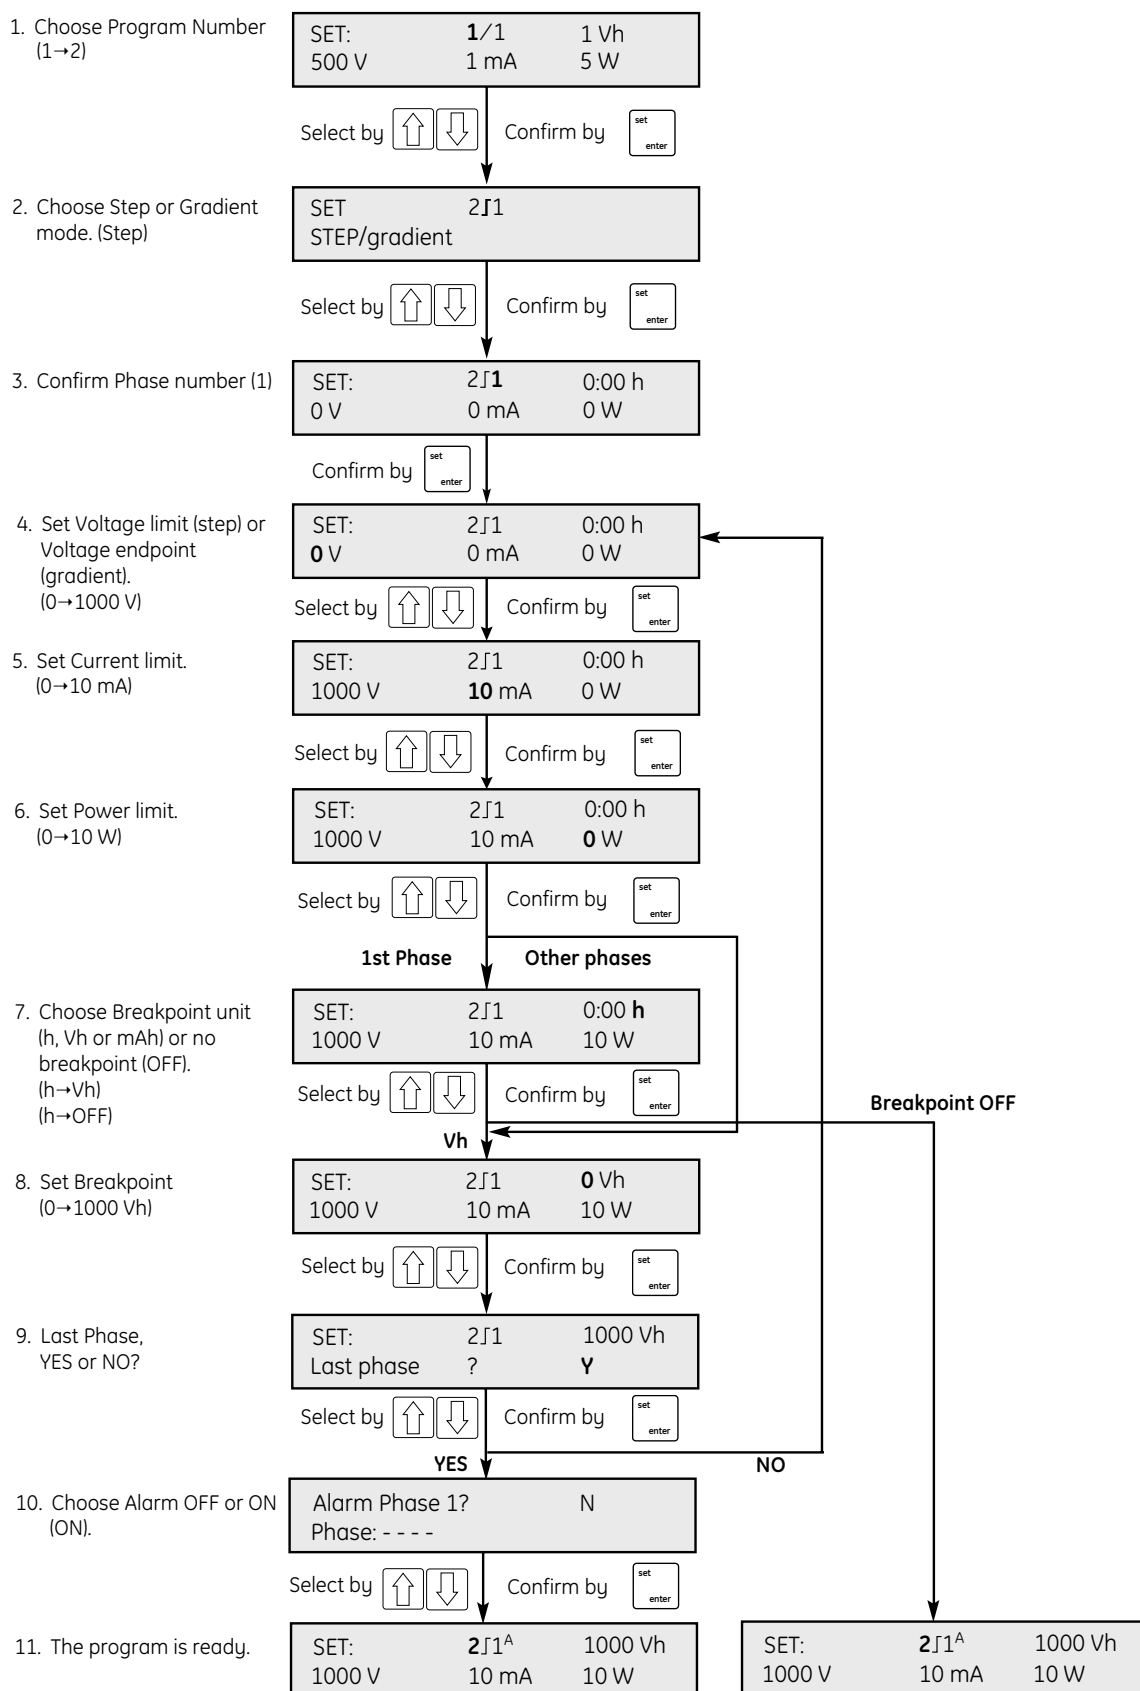 1. Choose Program Number
(1→2)
SET: 1/1 1 Vh
500 V 1 mA 5 W
Select by Confirm by set enter
2. Choose Step or Gradient
mode. (Step)
SET 2⌠1
STEP/gradient
Select by Confirm by set enter
3. Confirm Phase number (1)
SET: 2⌠1 0:00 h
0 V 0 mA 0 W
Confirm by set enter
4. Set Voltage limit (step) or
Voltage endpoint
(gradient).
(0→1000 V)
SET: 2⌠1 0:00 h
0 V 0 mA 0 W
Select by Confirm by set enter
5. Set Current limit.
(0→10 mA)
SET: 2⌠1 0:00 h
1000 V 10 mA 0 W
Select by Confirm by set enter
6. Set Power limit.
(0→10 W)
SET: 2⌠1 0:00 h
1000 V 10 mA 0 W
Select by Confirm by set enter
1st Phase Other phases
7. Choose Breakpoint unit
(h, Vh or mAh) or no
breakpoint (OFF).
(h→Vh)
(h→OFF)
SET: 2⌠1 0:00 h
1000 V 10 mA 10 W
Select by Confirm by set enter
Breakpoint OFF
Vh
8. Set Breakpoint
(0→1000 Vh)
SET: 2⌠1 0 Vh
1000 V 10 mA 10 W
Select by Confirm by set enter
9. Last Phase,
YES or NO?
SET: 2⌠1 1000 Vh
Last phase ? Y
Select by Confirm by set enter
YES NO
10. Choose Alarm OFF or ON
(ON).
Alarm Phase 1? N
Phase: - - - -
Select by Confirm by set enter
11. The program is ready.
SET: 2⌠1ᴬ 1000 Vh
1000 V 10 mA 10 W
SET: 2⌠1ᴬ 1000 Vh
1000 V 10 mA 10 W